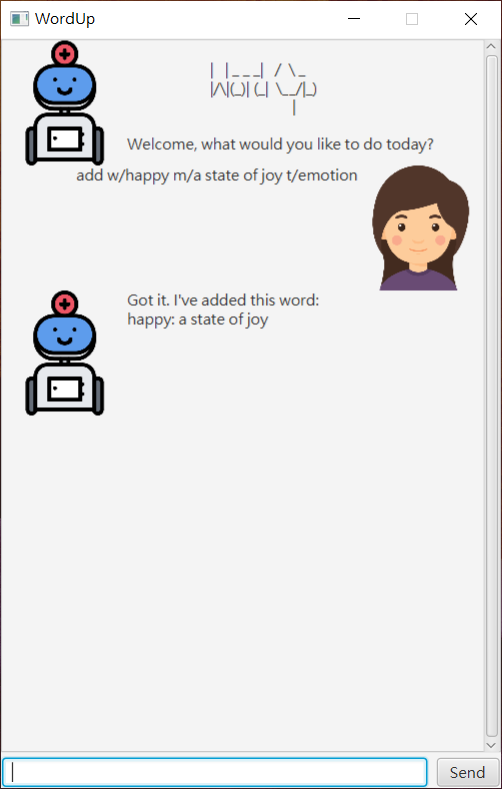 WordUp
| | _ _ _| / \ _
|/\|(_)| (_| \__/|_)
|
Welcome, what would you like to do today?
add w/happy m/a state of joy t/emotion
Got it. I've added this word:
happy: a state of joy
Send